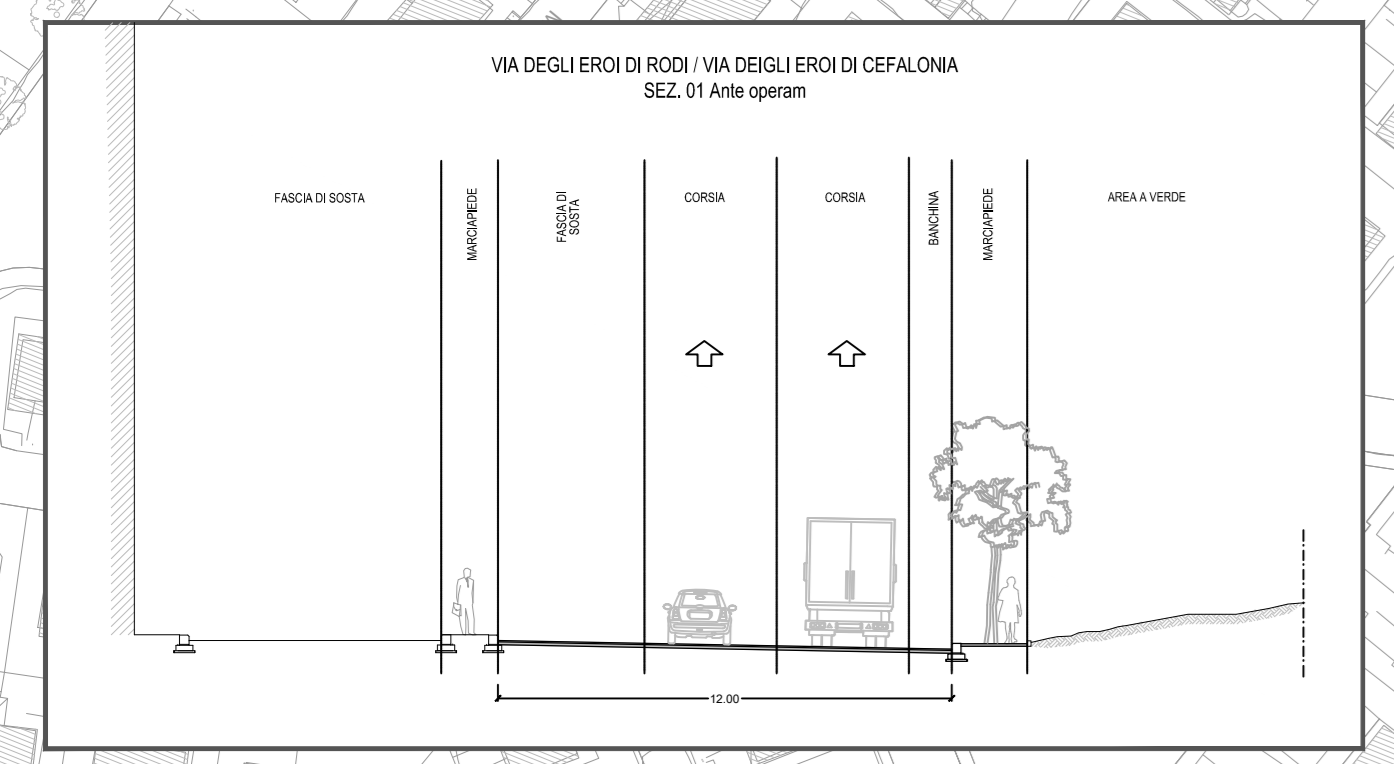 VIA DEGLI EROI DI RODI / VIA DEIGLI EROI DI CEFALONIA
SEZ. 01 Ante operam
FASCIA DI SOSTA
MARCIAPIEDE
FASCIA DI
SOSTA
CORSIA
CORSIA
BANCHINA
MARCIAPIEDE
AREA A VERDE
12.00